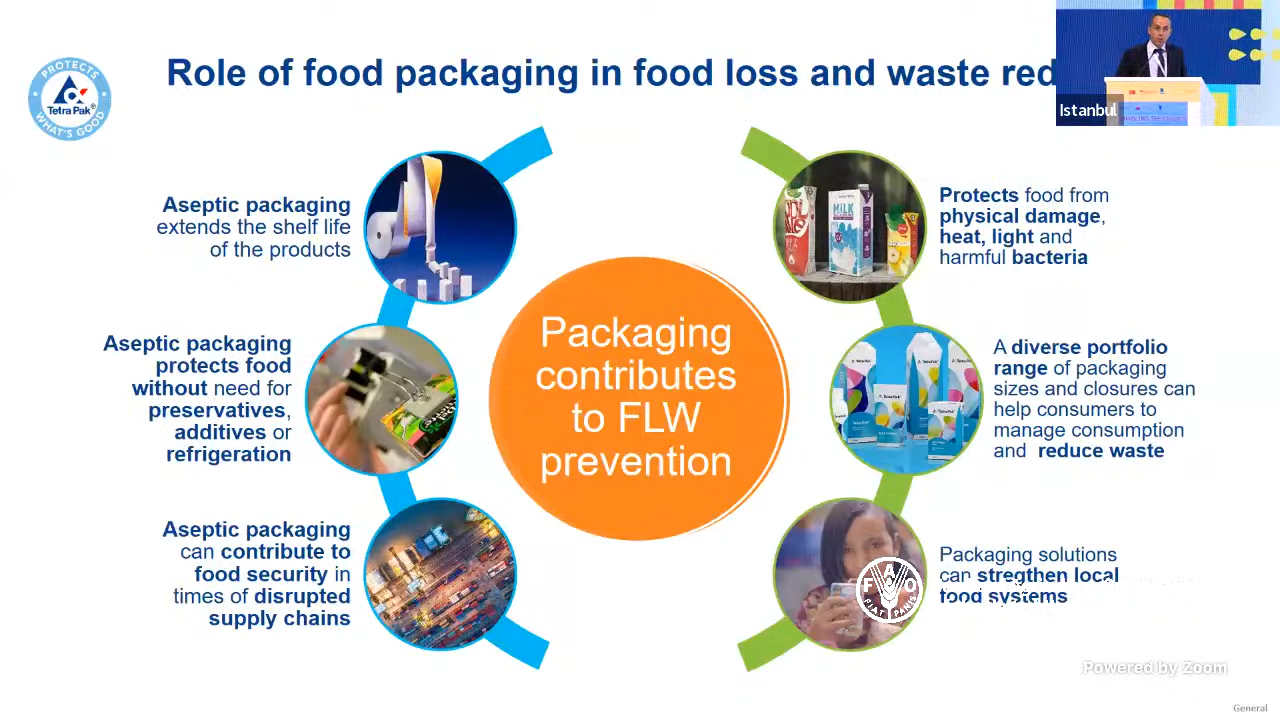 Role of food packaging in food loss and waste red
PROTECTS
Tetra Pak®
WHAT'S GOOD
Istanbul
Aseptic packaging
extends the shelf life
of the products
Aseptic packaging
protects food
without need for
preservatives,
additives or
refrigeration
Aseptic packaging
can contribute to
food security in
times of disrupted
supply chains
Packaging
contributes
to FLW
prevention
MILK
Protects food from
physical damage,
heat, light and
harmful bacteria
A diverse portfolio
range of packaging
sizes and closures can
help consumers to
manage consumption
and reduce waste
Packaging solutions
can stregthen local
food systems
FAO
FIAT PANIS
Powered by Zoom
General